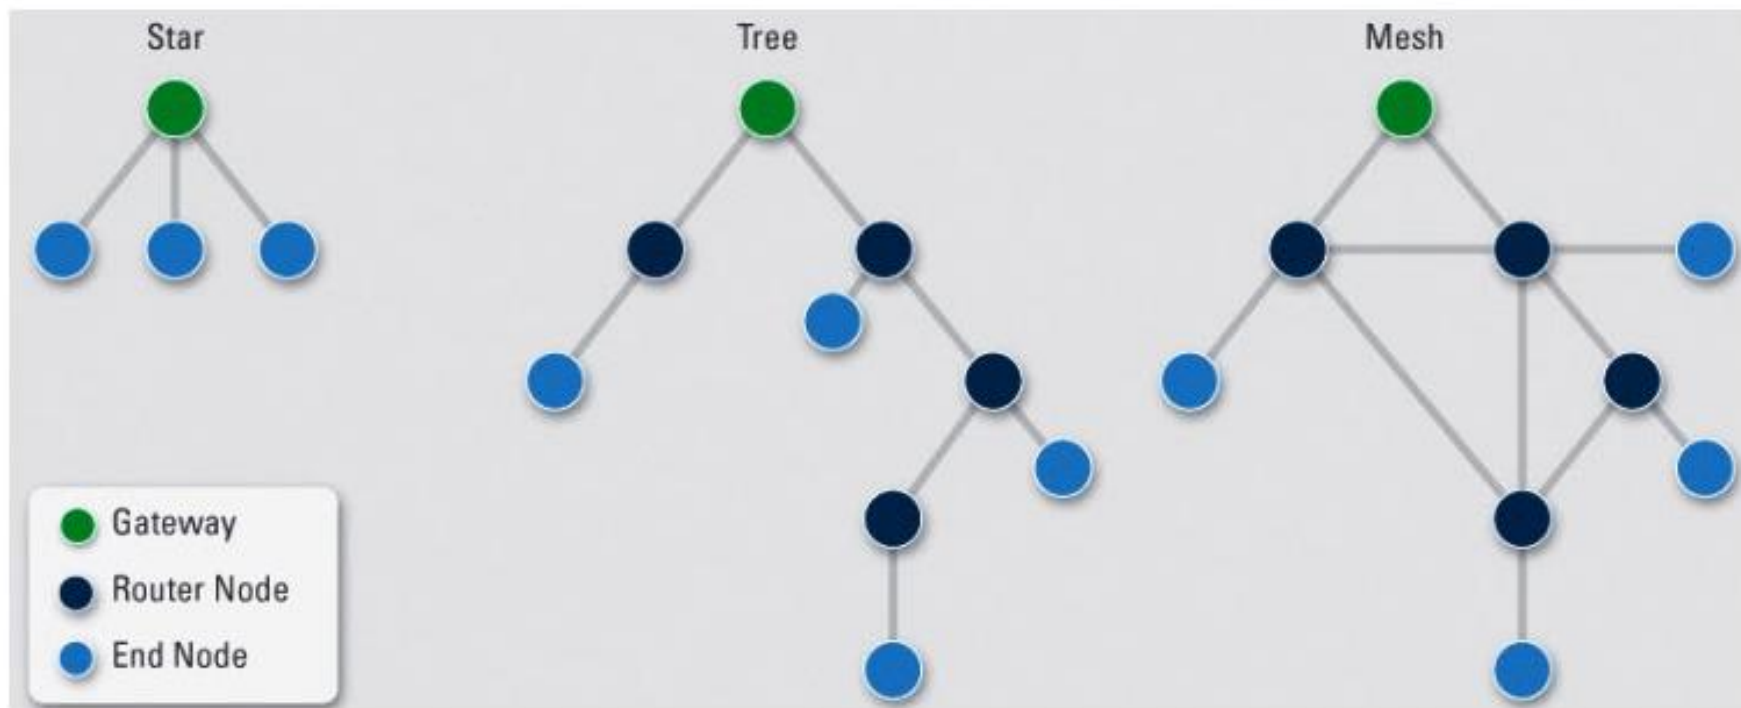 Star
Tree
Mesh
Gateway
Router Node
End Node